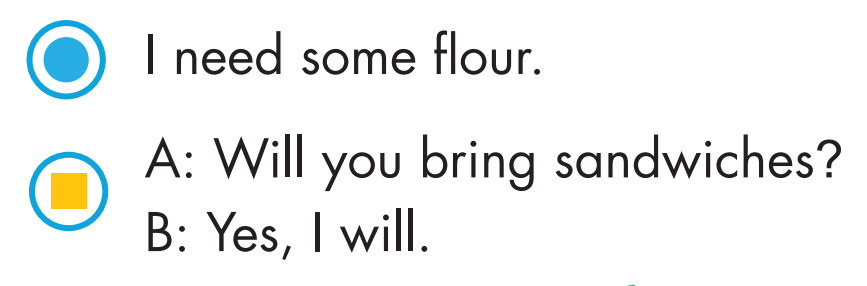 I need some flour.
A: Will you bring sandwiches?
B: Yes, I will.